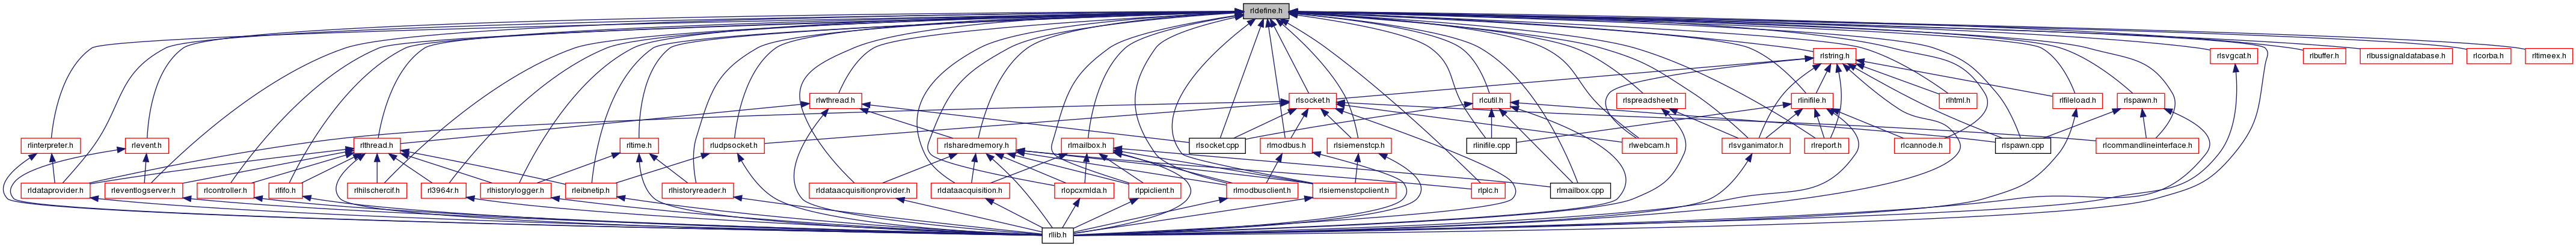 rldefine.h
rlstring.h
rlsvgcat.h
rlbuffer.h
rlbussignaldatabase.h
rlcorba.h
rltimeex.h
rlwthread.h
rlsocket.h
rlcutil.h
rlspreadsheet.h
rlinifile.h
rlhtml.h
rlfileload.h
rlspawn.h
rlinterpreter.h
rlevent.h
rlthread.h
rltime.h
rludpsocket.h
rlsharedmemory.h
rlmailbox.h
rlsocket.cpp
rlmodbus.h
rlsiemenstcp.h
rlinifile.cpp
rlwebcam.h
rlsvganimator.h
rlreport.h
rlcannode.h
rlspawn.cpp
rlcommandlineinterface.h
rldataprovider.h
rleventlogserver.h
rlcontroller.h
rlfifo.h
rlhilschercif.h
rl3964r.h
rlhistorylogger.h
rleibnetip.h
rlhistoryreader.h
rldataacquisitionprovider.h
rldataacquisition.h
rlopcxmlda.h
rlppiclient.h
rlmodbusclient.h
rlsiemenstcpclient.h
rlplc.h
rlmailbox.cpp
rllib.h